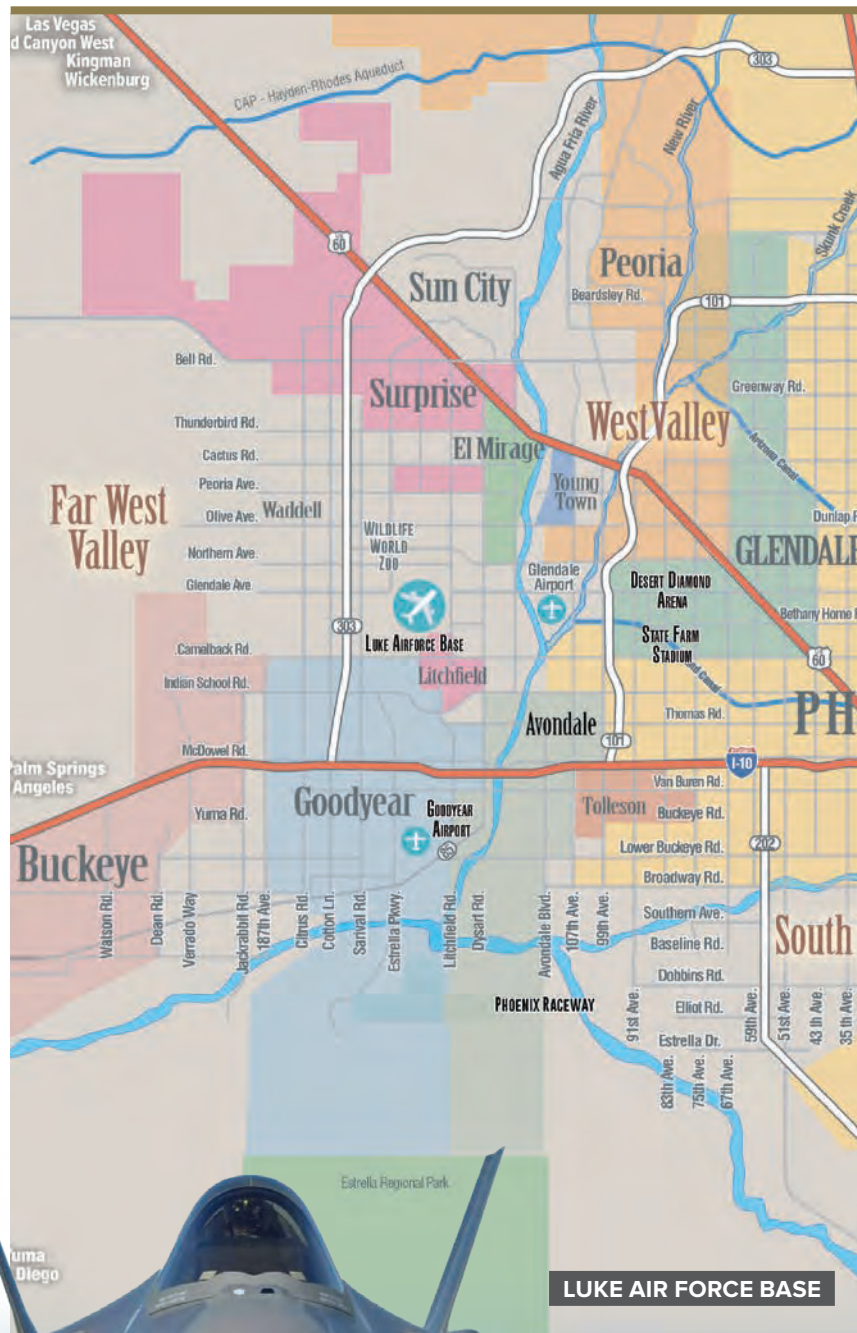 Las Vegas
d Canyon West
Kingman
Wickenburg
CAP - Hayden-Rhodes Aqueduct
303
Agua Fria River
New River
Skunk Creek
60
Sun City
Peoria
Beardsley Rd.
101
Bell Rd.
Surprise
Greenway Rd.
Thunderbird Rd.
West Valley
El Mirage
Cactus Rd.
Arizona Canal
Peoria Ave.
Young
Town
Far West
Valley
Olive Ave.
Waddell
Dunlap R
WILDLIFE
WORLD
ZOO
Northern Ave.
GLENDALE
Glendale
Airport
Glendale Ave.
DESERT DIAMOND
ARENA
Bethany Home R
303
LUKE AIRFORCE BASE
STATE FARM
STADIUM
Camelback Rd.
60
Litchfield
Indian School Rd.
and Canal
Thomas Rd.
PH
Avondale
101
McDowel Rd.
I-10
Palm Springs
Angeles
Van Buren Rd.
Goodyear
GOODYEAR
AIRPORT
Tolleson
Buckeye Rd.
Yuma Rd.
85
Lower Buckeye Rd.
202
Buckeye
Broadway Rd.
Watson Rd.
Dean Rd.
Verrado Way
Jackrabbit Rd.
187th Ave.
Citrus Rd.
Cotton Ln.
Sarival Rd.
Estrella Pkwy.
Litchfield Rd.
Dysart Rd.
Avondale Blvd.
107th Ave.
99th Ave.
Southern Ave.
Baseline Rd.
South
Dobbins Rd.
PHOENIX RACEWAY
Elliot Rd.
91st Ave.
59th Ave.
51st Ave.
43 th Ave.
35 th Ave.
Estrella Dr.
83th Ave.
75th Ave.
67th Ave.
Estrella Regional Park
Yuma
Diego
LUKE AIR FORCE BASE